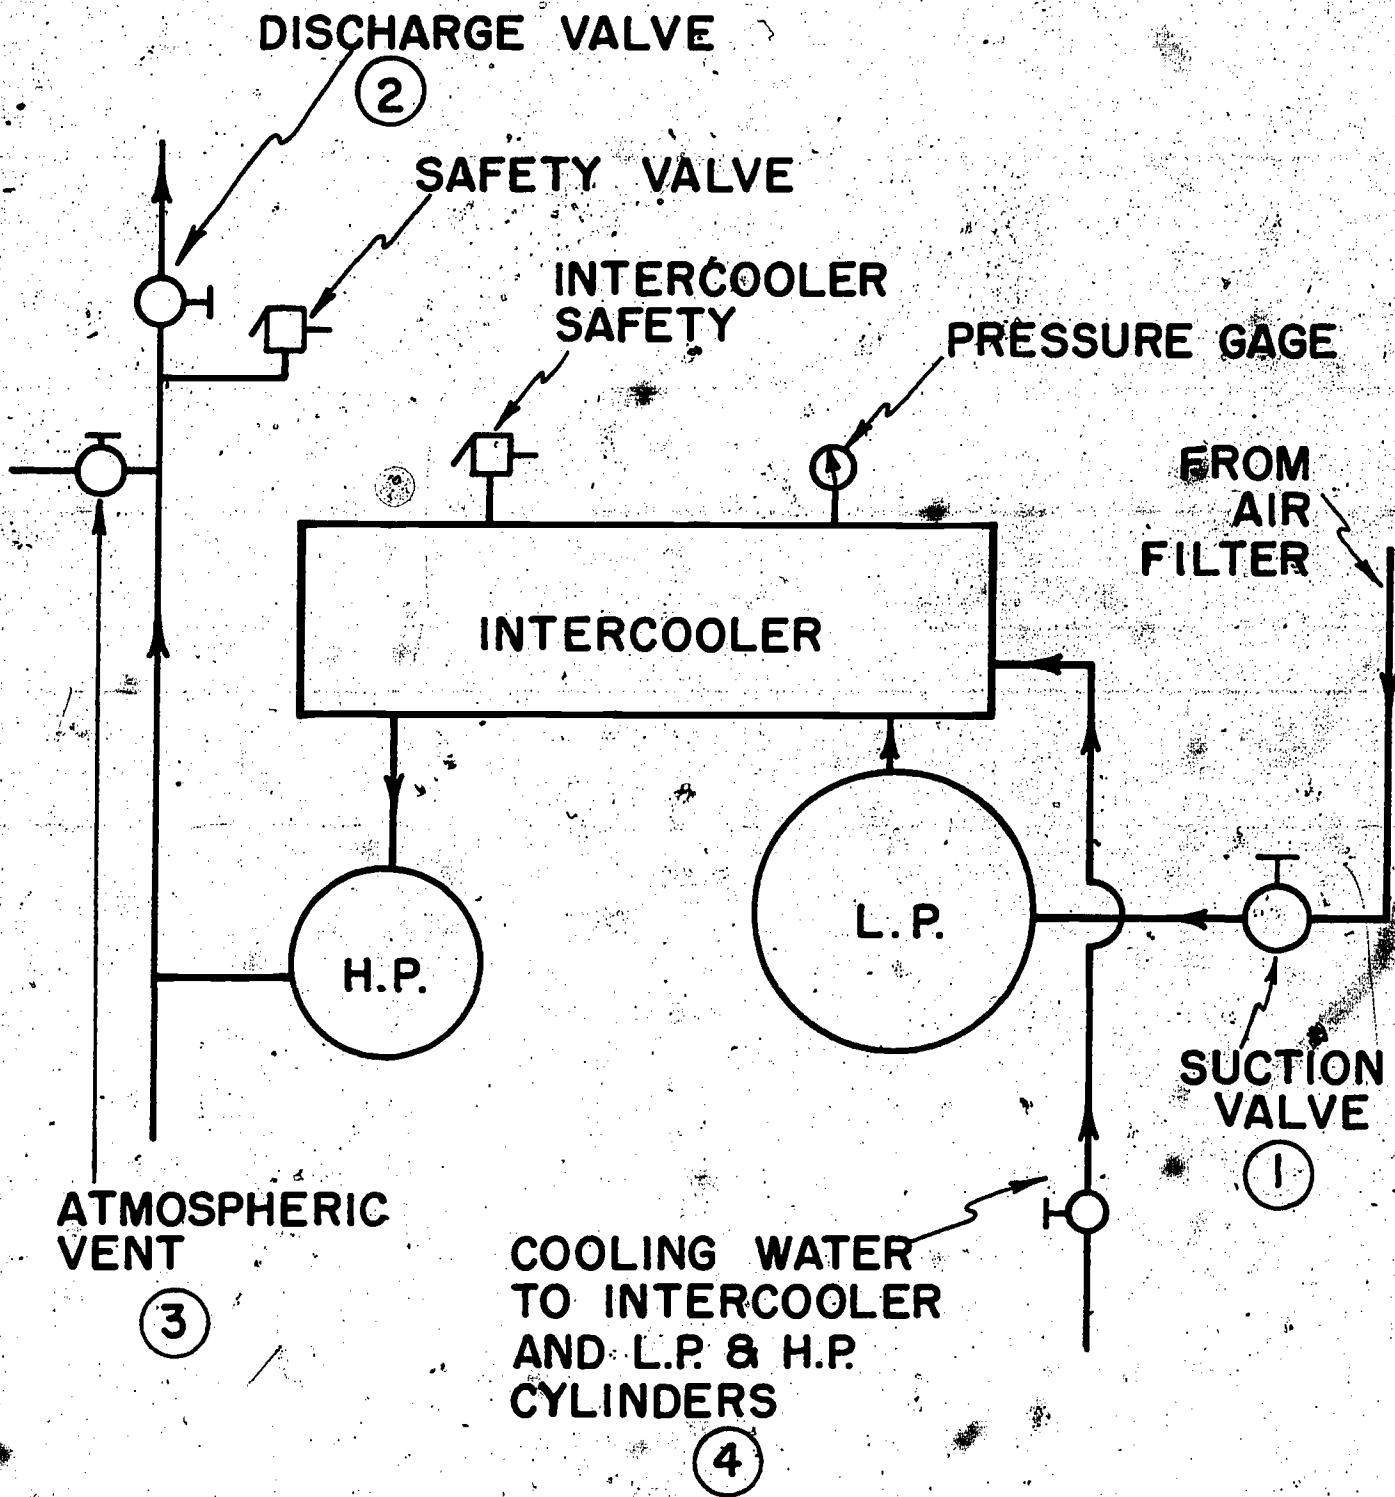 DISCHARGE VALVE
2
SAFETY VALVE
INTERCOOLER
SAFETY
PRESSURE GAGE
FROM
AIR
FILTER
INTERCOOLER
L.P.
H.P.
SUCTION
VALVE
1
ATMOSPHERIC
VENT
3
COOLING WATER
TO INTERCOOLER
AND L.P. & H.P.
CYLINDERS
4